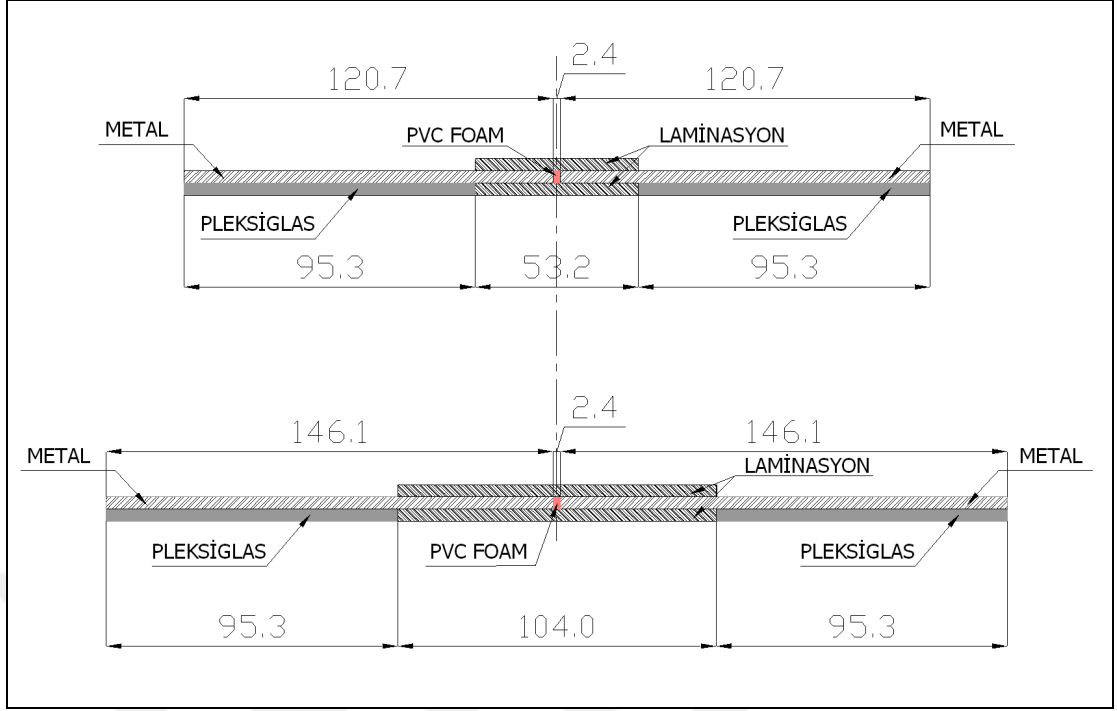 2.4
120.7
120.7
METAL
PVC FOAM
LAMİNASYON
METAL
PLEKSİGLAS
PLEKSİGLAS
95.3
53.2
95.3
2.4
146.1
146.1
METAL
LAMİNASYON
METAL
PLEKSİGLAS
PVC FOAM
PLEKSİGLAS
95.3
104.0
95.3